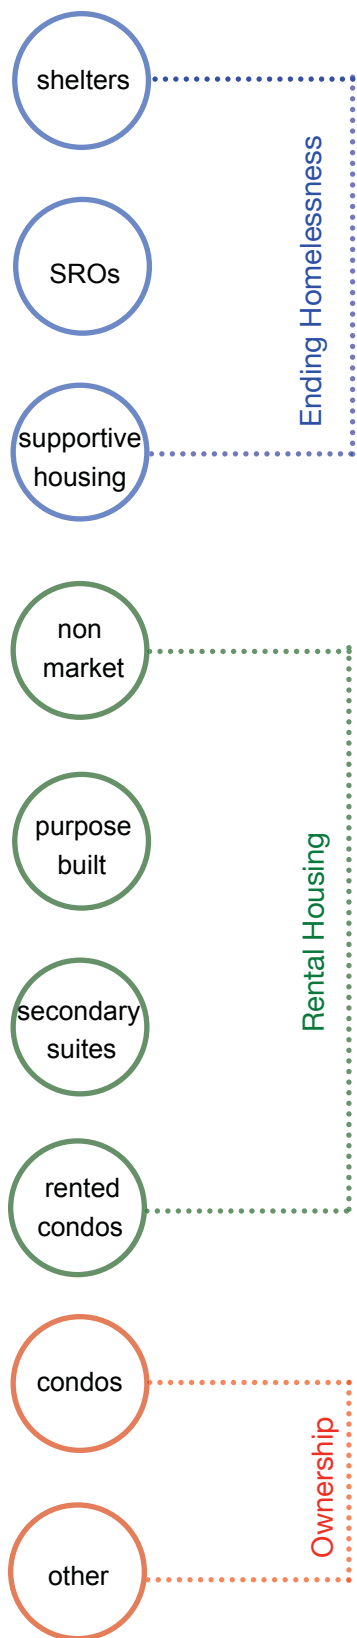 shelters
SROs
supportive
housing
Ending Homelessness
non
market
purpose
built
secondary
suites
rented
condos
Rental Housing
condos
other
Ownership